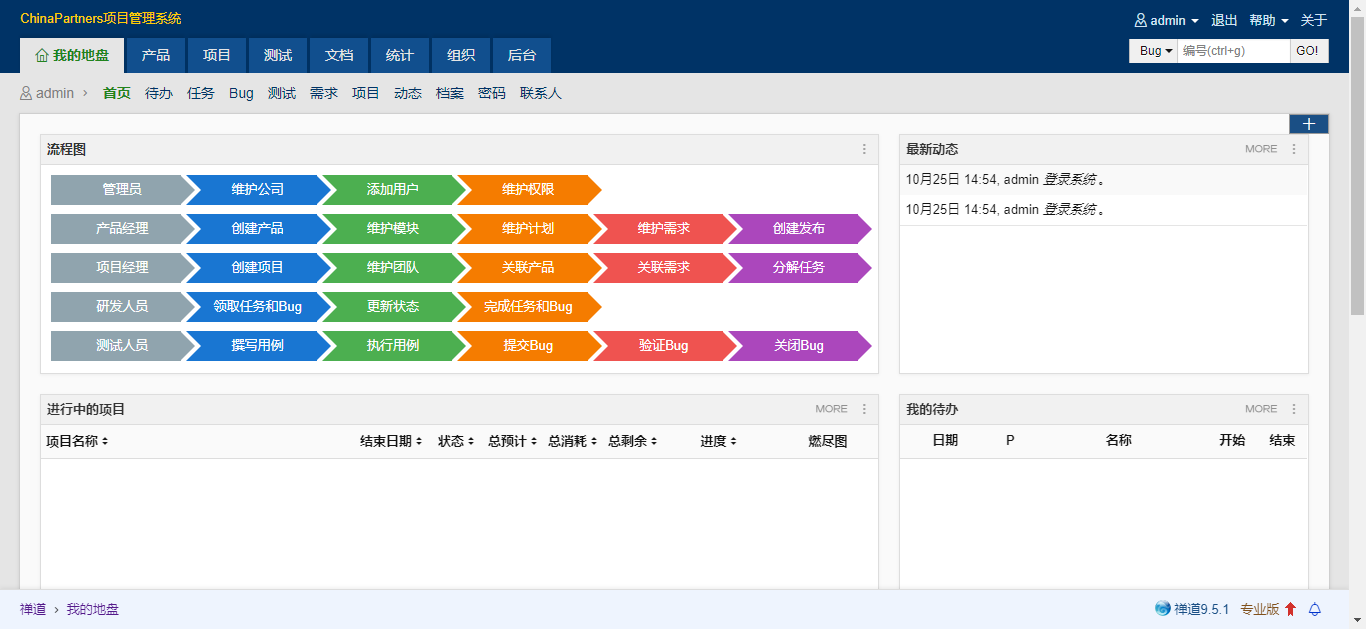 ChinaPartners项目管理系统
admin 退出 帮助 关于
我的地盘 产品 项目 测试 文档 统计 组织 后台
Bug 编号(ctrl+g) GO!
admin › 首页 待办 任务 Bug 测试 需求 项目 动态 档案 密码 联系人
流程图
管理员 维护公司 添加用户 维护权限
产品经理 创建产品 维护模块 维护计划 维护需求 创建发布
项目经理 创建项目 维护团队 关联产品 关联需求 分解任务
研发人员 领取任务和Bug 更新状态 完成任务和Bug
测试人员 撰写用例 执行用例 提交Bug 验证Bug 关闭Bug
最新动态 MORE
10月25日 14:54, admin 登录系统 。
10月25日 14:54, admin 登录系统 。
进行中的项目 MORE
项目名称 结束日期 状态 总预计 总消耗 总剩余 进度 燃尽图
我的待办 MORE
日期 P 名称 开始 结束
禅道 › 我的地盘
禅道9.5.1 专业版